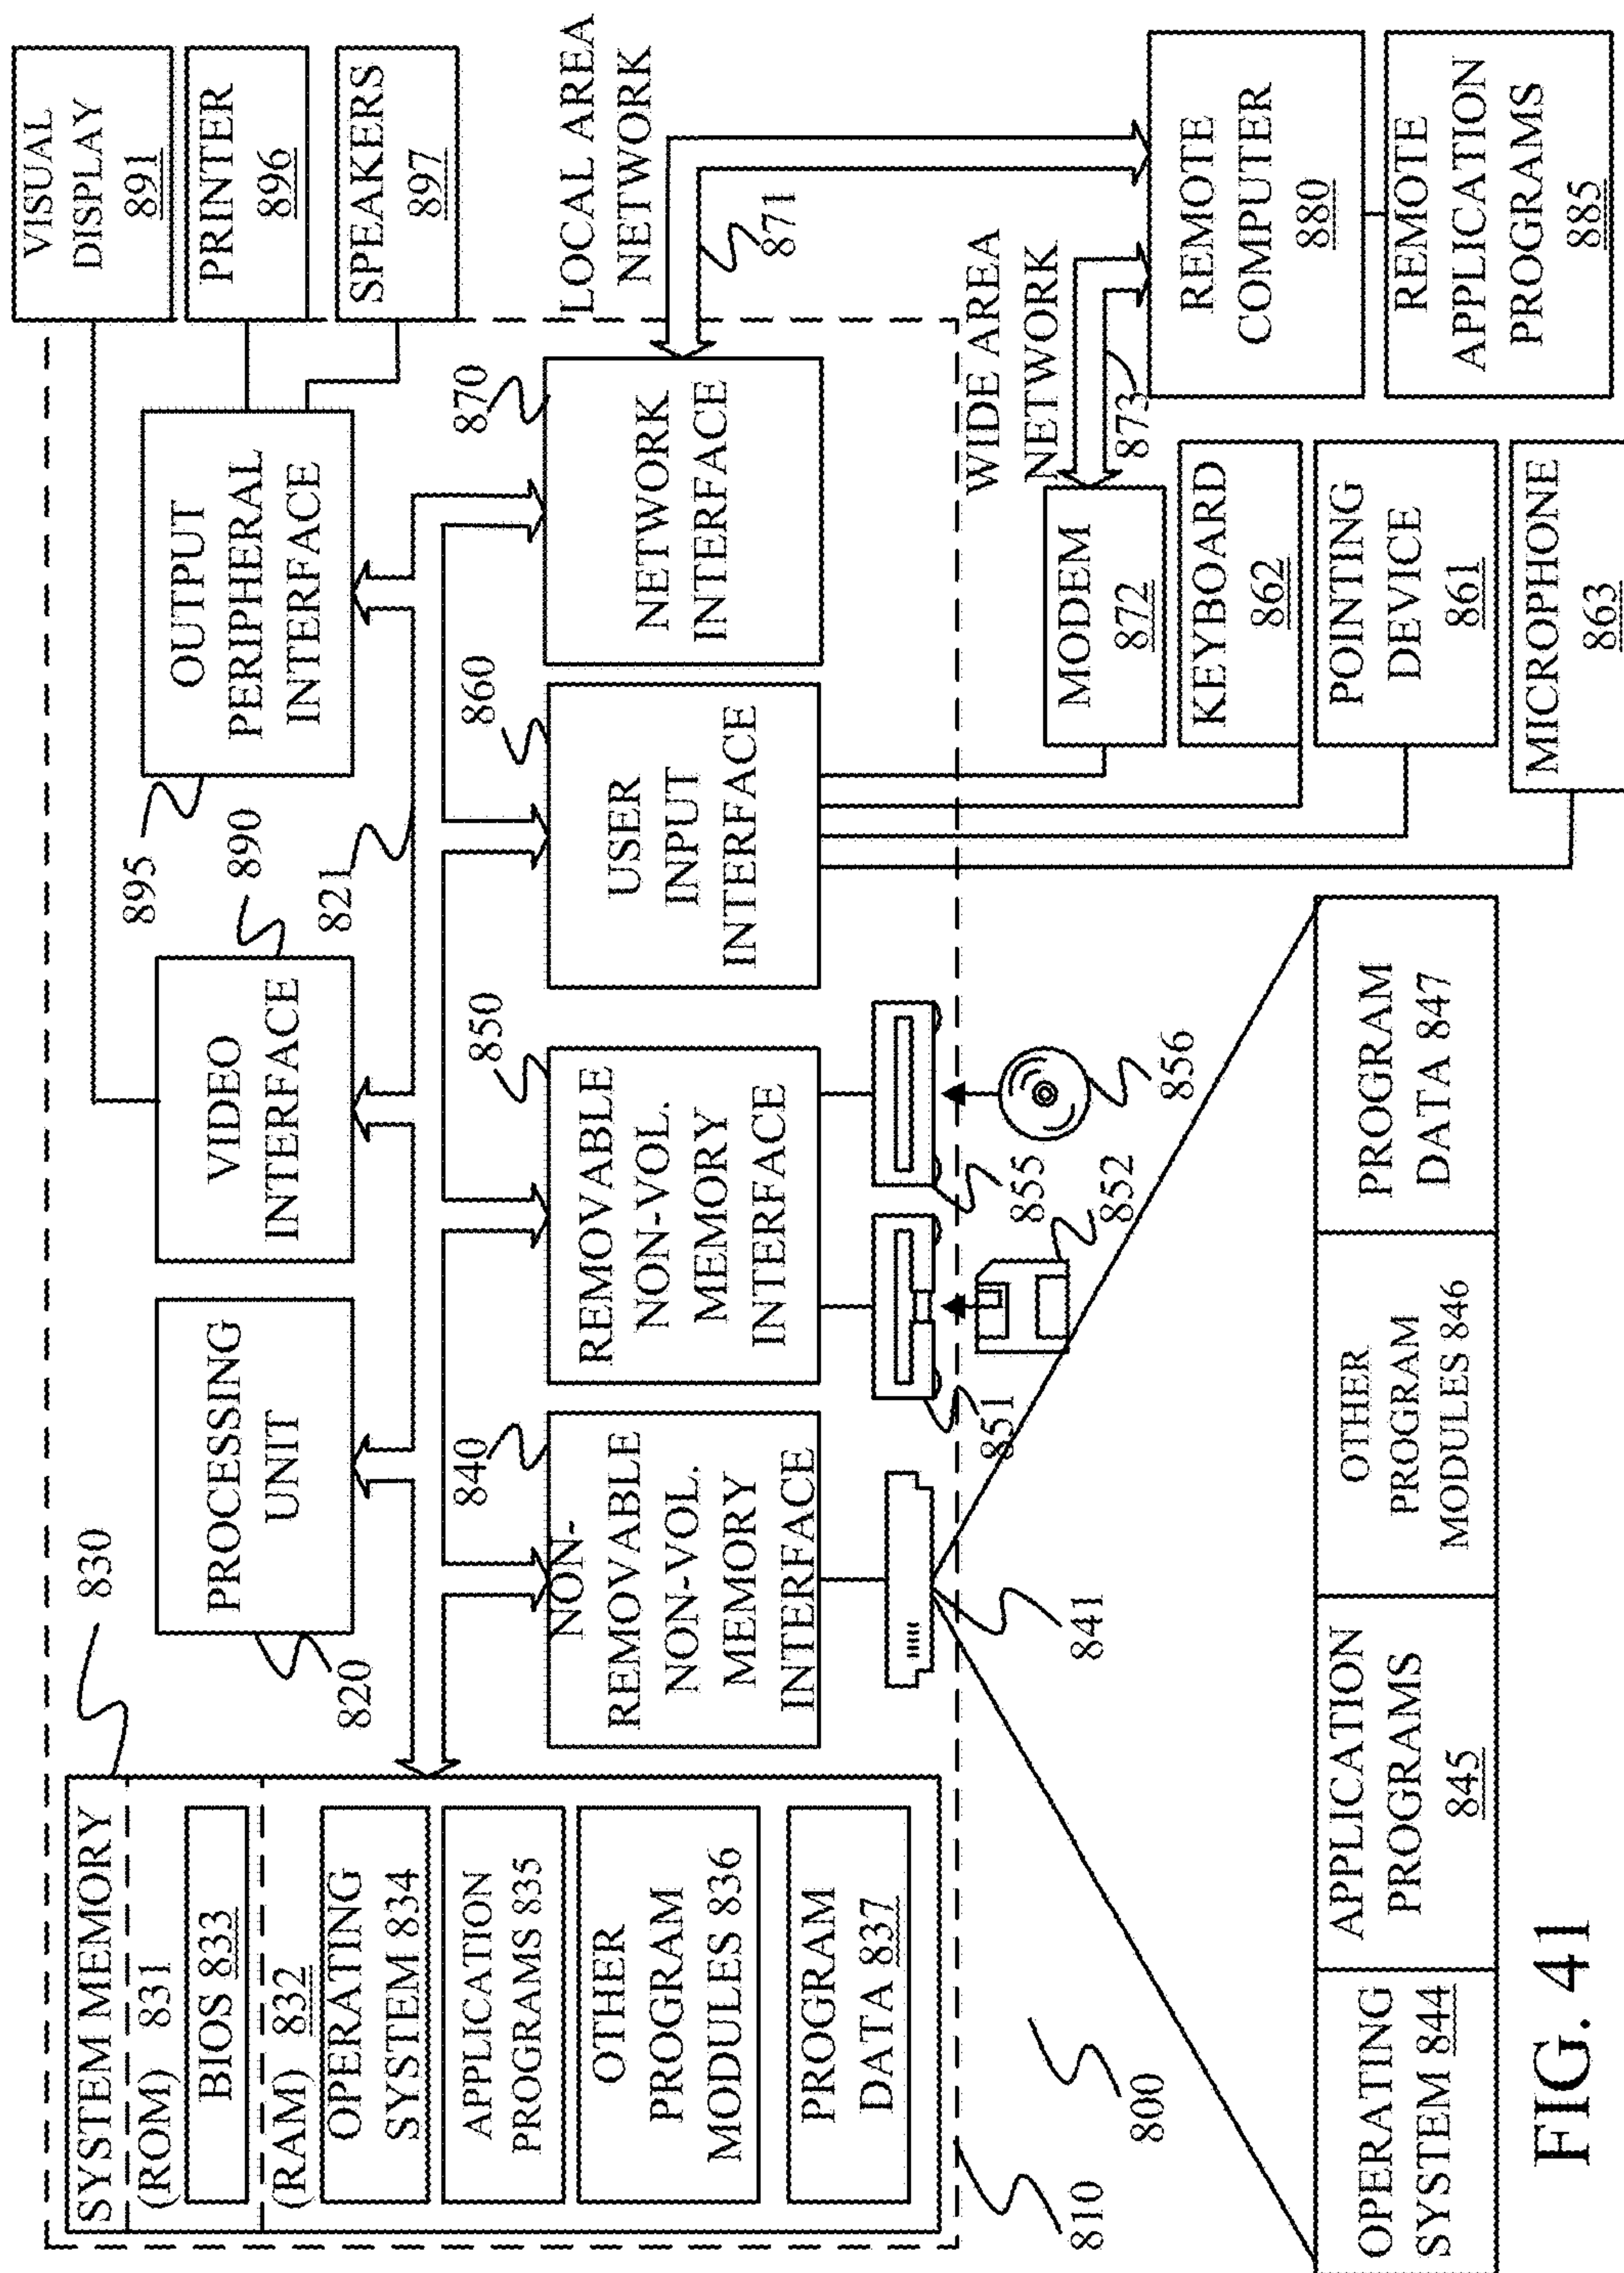 SYSTEM MEMORY
(ROM) 831
BIOS 833
(RAM) 832
OPERATING
SYSTEM 834
APPLICATION
PROGRAMS 835
OTHER
PROGRAM
MODULES 836
PROGRAM
DATA 837
830
PROCESSING
UNIT
820
VIDEO
INTERFACE
890
OUTPUT
PERIPHERAL
INTERFACE
895
821
VISUAL
DISPLAY
891
PRINTER
896
SPEAKERS
897
NON-
REMOVABLE
NON-VOL.
MEMORY
INTERFACE
840
REMOVABLE
NON-VOL.
MEMORY
INTERFACE
850
USER
INPUT
INTERFACE
860
NETWORK
INTERFACE
870
LOCAL AREA
NETWORK
871
810
800
841
851
852
855
856
WIDE AREA
NETWORK
873
MODEM
872
KEYBOARD
862
POINTING
DEVICE
861
MICROPHONE
863
REMOTE
COMPUTER
880
REMOTE
APPLICATION
PROGRAMS
885
OPERATING
SYSTEM 844
APPLICATION
PROGRAMS
845
OTHER
PROGRAM
MODULES 846
PROGRAM
DATA 847
FIG. 41